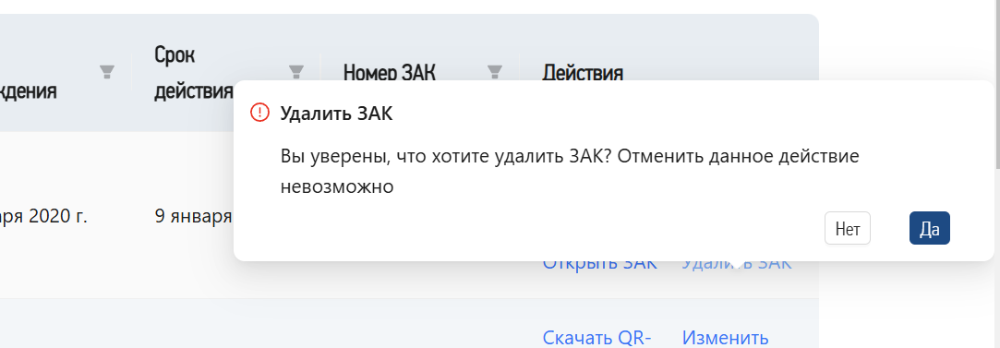 Срок
действия
ждения
Номер ЗАК
Действия
Удалить ЗАК
Вы уверены, что хотите удалить ЗАК? Отменить данное действие
невозможно
Нет
Да
аря 2020 г.
9 января
Открыть ЗАК
Удалить ЗАК
Скачать QR-
Изменить